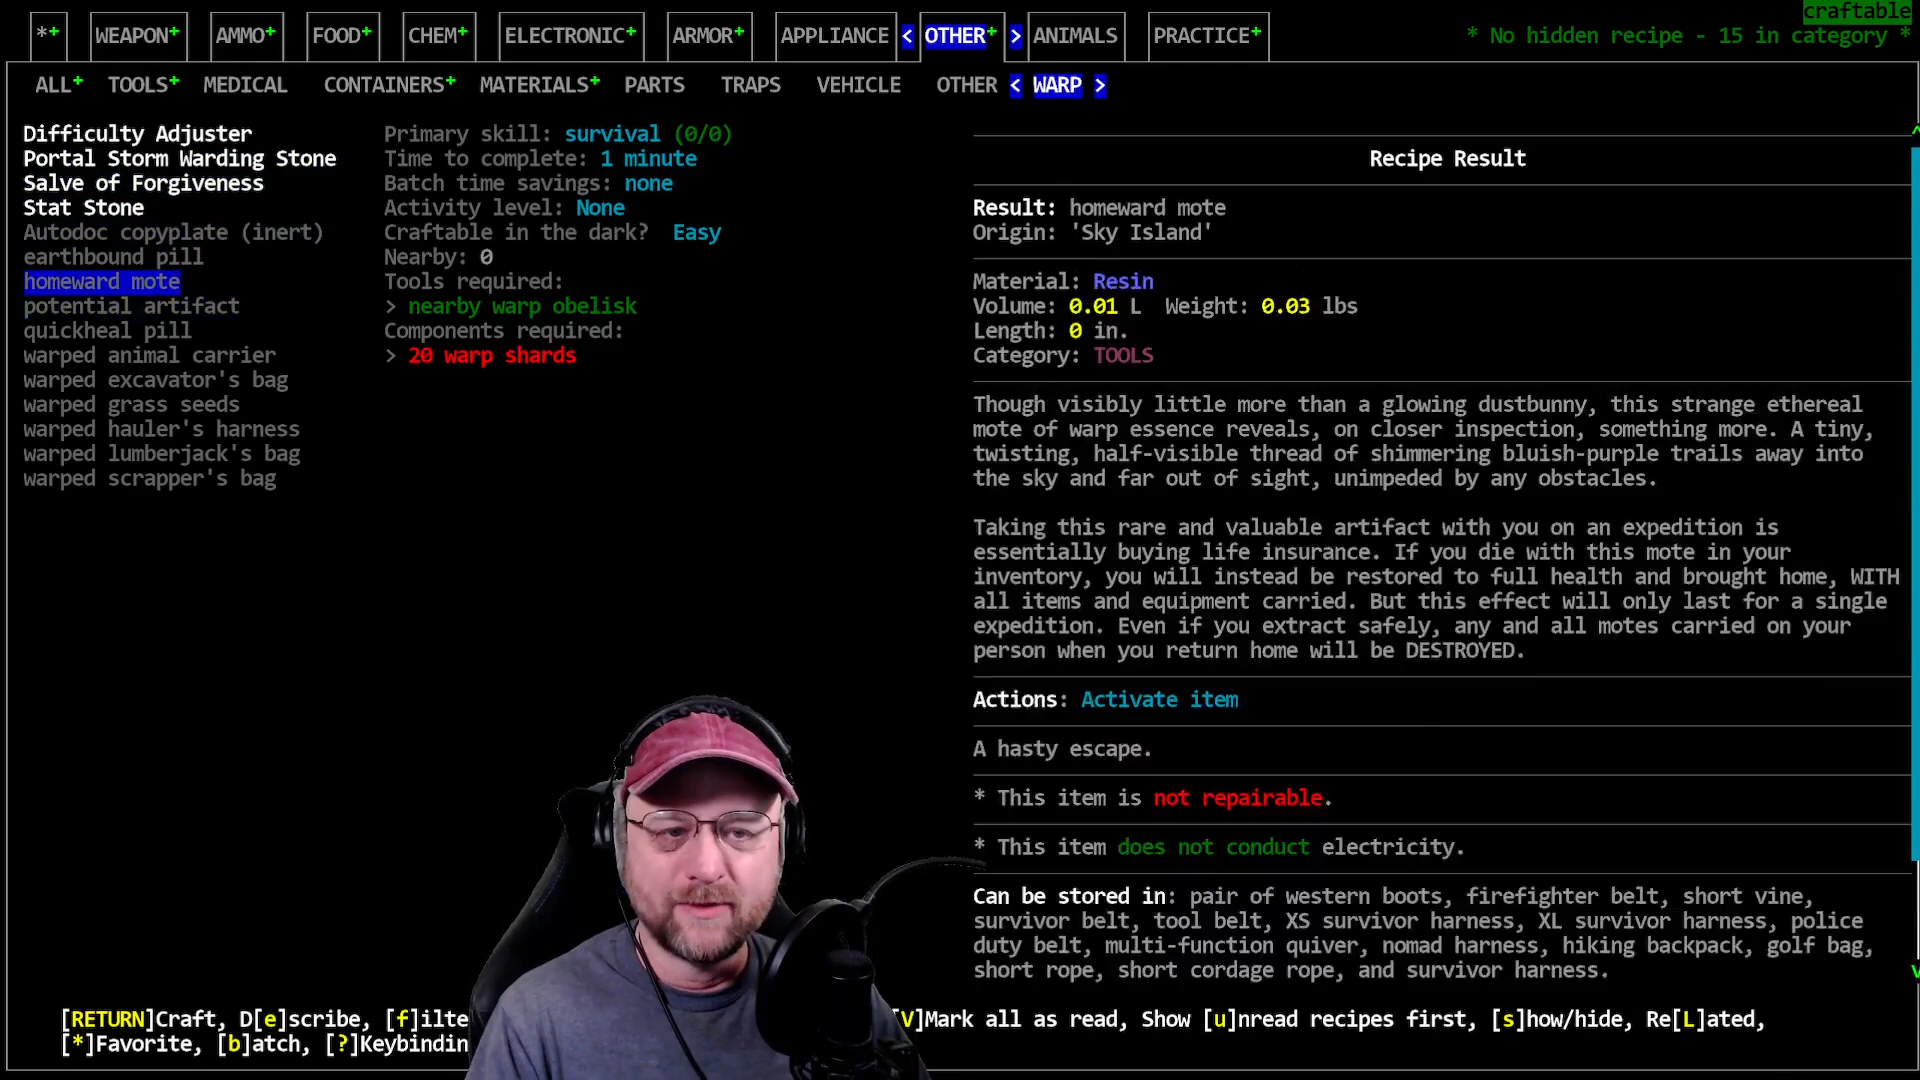 craftable
*+ WEAPON+ AMMO+ FOOD+ CHEM+ ELECTRONIC+ ARMOR+ APPLIANCE < OTHER+ > ANIMALS PRACTICE+ * No hidden recipe - 15 in category *
ALL+ TOOLS+ MEDICAL CONTAINERS+ MATERIALS+ PARTS TRAPS VEHICLE OTHER < WARP >
Difficulty Adjuster
Portal Storm Warding Stone
Salve of Forgiveness
Stat Stone
Autodoc copyplate (inert)
earthbound pill
homeward mote
potential artifact
quickheal pill
warped animal carrier
warped excavator's bag
warped grass seeds
warped hauler's harness
warped lumberjack's bag
warped scrapper's bag
Primary skill: survival (0/0)
Time to complete: 1 minute
Batch time savings: none
Activity level: None
Craftable in the dark? Easy
Nearby: 0
Tools required:
> nearby warp obelisk
Components required:
> 20 warp shards
Recipe Result
Result: homeward mote
Origin: 'Sky Island'
Material: Resin
Volume: 0.01 L Weight: 0.03 lbs
Length: 0 in.
Category: TOOLS
Though visibly little more than a glowing dustbunny, this strange ethereal
mote of warp essence reveals, on closer inspection, something more. A tiny,
twisting, half-visible thread of shimmering bluish-purple trails away into
the sky and far out of sight, unimpeded by any obstacles.
Taking this rare and valuable artifact with you on an expedition is
essentially buying life insurance. If you die with this mote in your
inventory, you will instead be restored to full health and brought home, WITH
all items and equipment carried. But this effect will only last for a single
expedition. Even if you extract safely, any and all motes carried on your
person when you return home will be DESTROYED.
Actions: Activate item
A hasty escape.
* This item is not repairable.
* This item does not conduct electricity.
Can be stored in: pair of western boots, firefighter belt, short vine,
survivor belt, tool belt, XS survivor harness, XL survivor harness, police
duty belt, multi-function quiver, nomad harness, hiking backpack, golf bag,
short rope, short cordage rope, and survivor harness.
[RETURN]Craft, D[e]scribe, [f]ilte [V]Mark all as read, Show [u]nread recipes first, [s]how/hide, Re[L]ated,
[*]Favorite, [b]atch, [?]Keybindin